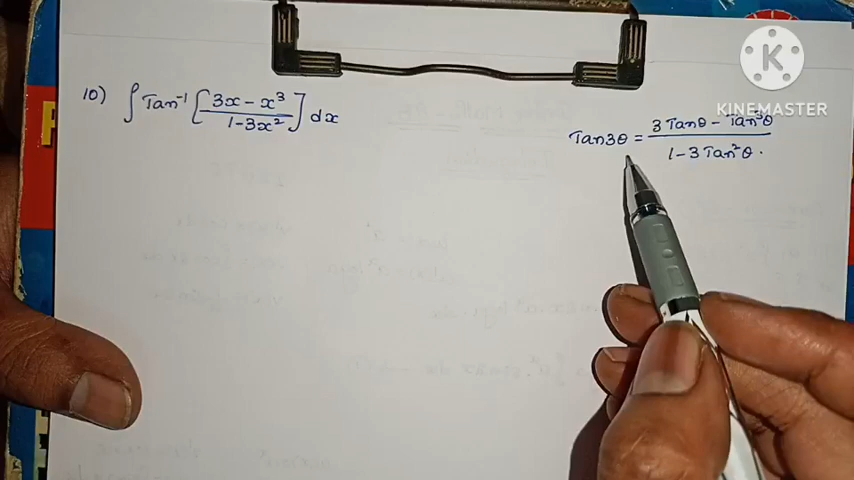 10) ∫ Tan⁻¹ [ (3x − x³) / (1−3x²) ] dx
Tan3θ = (3 Tanθ − Tan³θ) / (1−3 Tan²θ) .
KINEMASTER